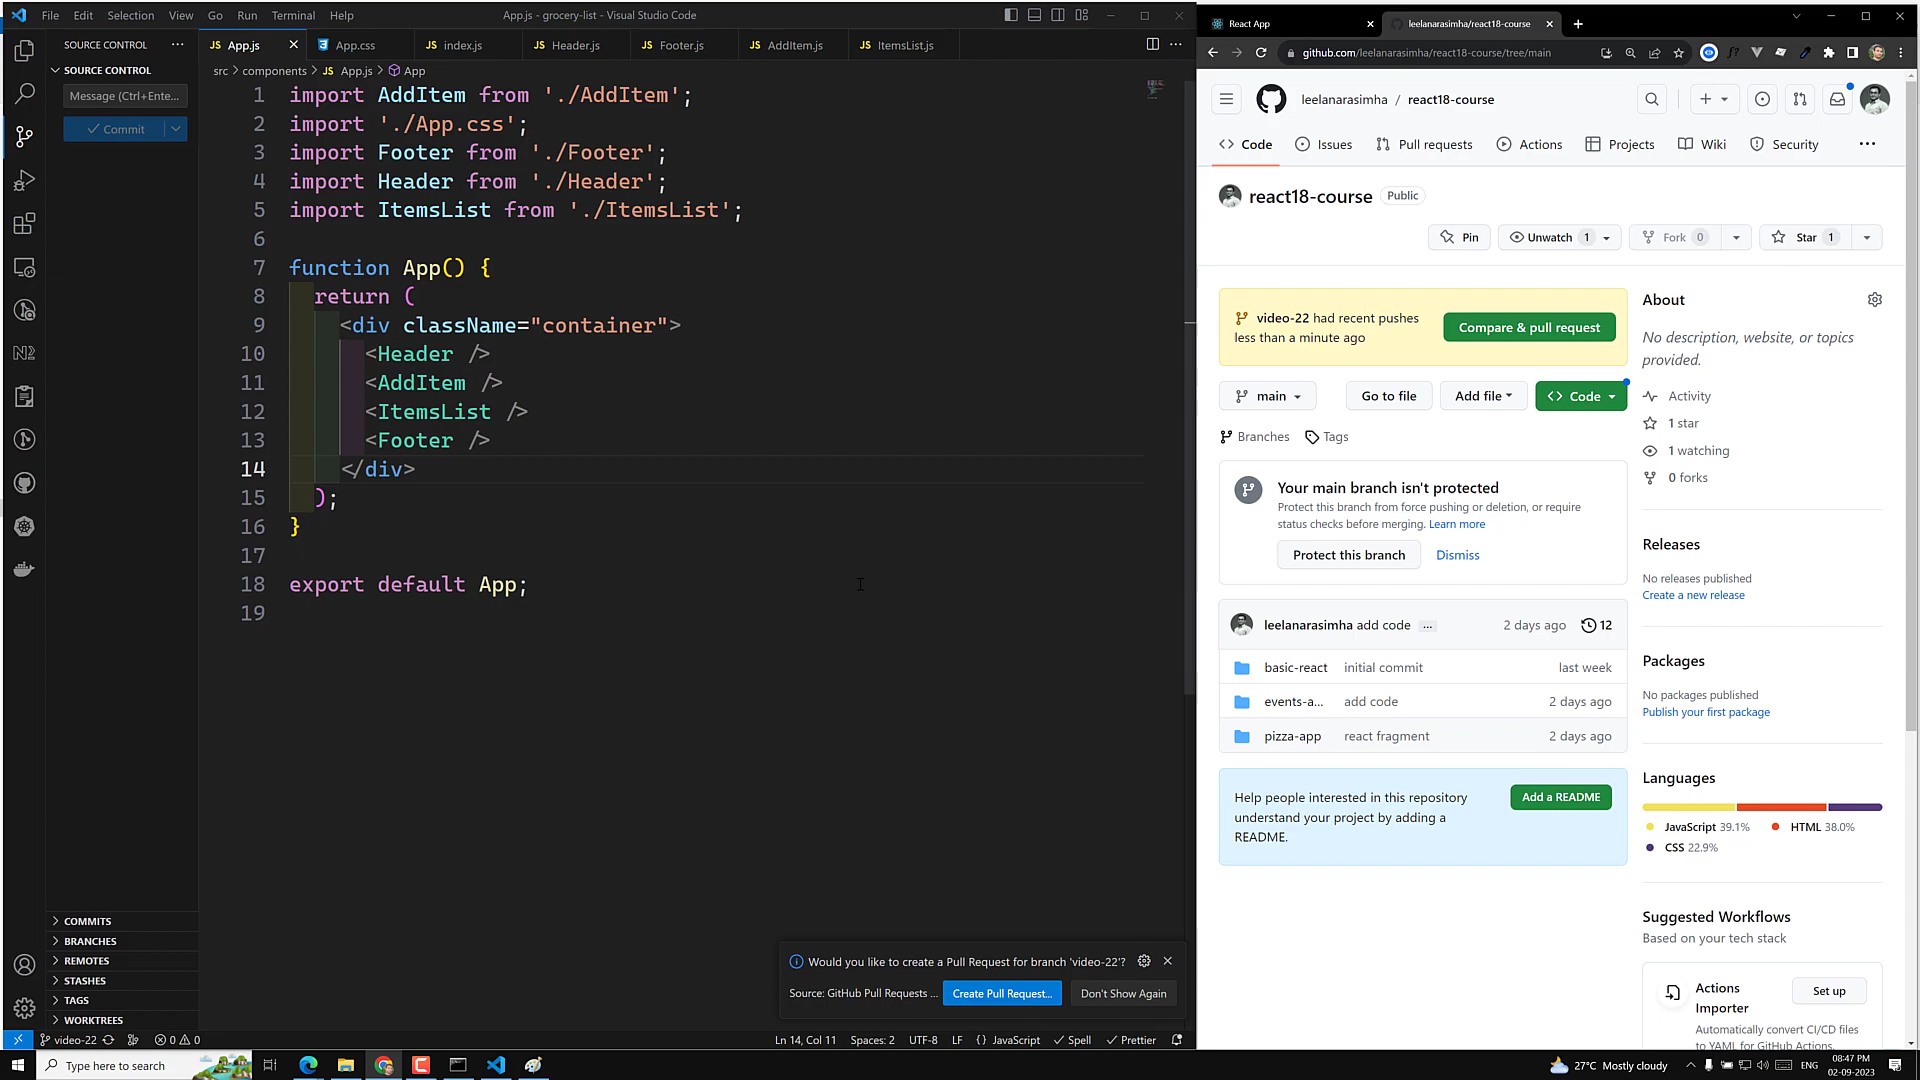 File Edit Selection View Go Run Terminal Help
App.js - grocery-list - Visual Studio Code
SOURCE CONTROL
App.js
App.css
JS index.js
JS Header.js
JS Footer.js
JS AddItem.js
JS ItemsList.js
SOURCE CONTROL
Message (Ctrl+Ente...
Commit
src > components > JS App.js > App
1 import AddItem from './AddItem';
2 import './App.css';
3 import Footer from './Footer';
4 import Header from './Header';
5 import ItemsList from './ItemsList';
6
7 function App() {
8 return (
9 <div className="container">
10 <Header />
11 <AddItem />
12 <ItemsList />
13 <Footer />
14 </div>
15 );
16 }
17
18 export default App;
19
COMMITS
BRANCHES
REMOTES
STASHES
TAGS
WORKTREES
Would you like to create a Pull Request for branch 'video-22'?
Source: GitHub Pull Requests ...
Create Pull Request...
Don't Show Again
video-22
0 0
Ln 14, Col 11
Spaces: 2
UTF-8
LF
{} JavaScript
Spell
Prettier
React App
leelanarasimha/react18-course
github.com/leelanarasimha/react18-course/tree/main
leelanarasimha / react18-course
Code
Issues
Pull requests
Actions
Projects
Wiki
Security
react18-course
Public
Pin
Unwatch 1
Fork 0
Star 1
video-22 had recent pushes
less than a minute ago
Compare & pull request
main
Go to file
Add file
Code
Branches
Tags
Your main branch isn't protected
Protect this branch from force pushing or deletion, or require
status checks before merging. Learn more
Protect this branch
Dismiss
leelanarasimha add code ...
2 days ago
12
basic-react initial commit last week
events-a... add code 2 days ago
pizza-app react fragment 2 days ago
Help people interested in this repository
understand your project by adding a
README.
Add a README
About
No description, website, or topics
provided.
Activity
1 star
1 watching
0 forks
Releases
No releases published
Create a new release
Packages
No packages published
Publish your first package
Languages
JavaScript 39.1%
HTML 38.0%
CSS 22.9%
Suggested Workflows
Based on your tech stack
Actions
Importer
Set up
Automatically convert CI/CD files
to YAML for GitHub Actions.
Type here to search
27°C Mostly cloudy
ENG
08:47 PM
02-09-2023